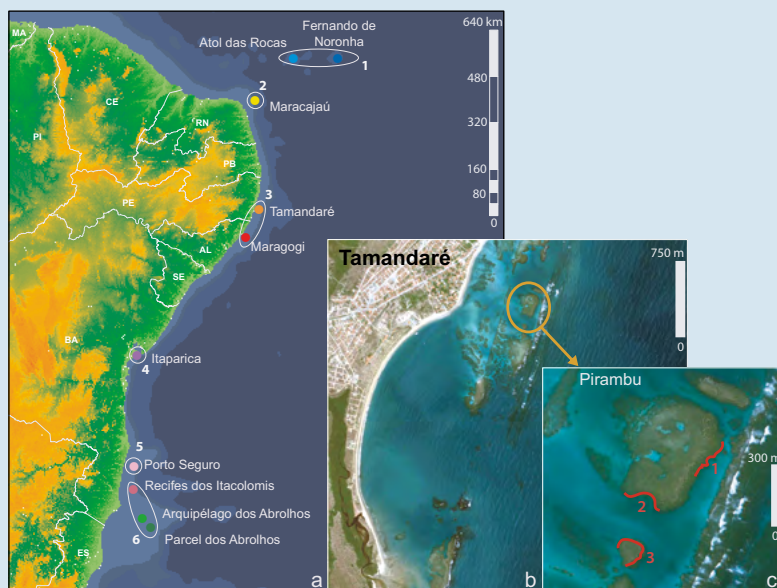 640 km
480
320
160
80
0
MA
CE
PI
RN
PB
PE
AL
SE
BA
ES
Fernando de
Noronha
Atol das Rocas
1
2
Maracajaú
3
Tamandaré
Maragogi
Itaparica
4
5
Porto Seguro
Recifes dos Itacolomis
Arquipélago dos Abrolhos
6
Parcel dos Abrolhos
a
Tamandaré
750 m
0
b
Pirambu
300 m
0
1
2
3
c